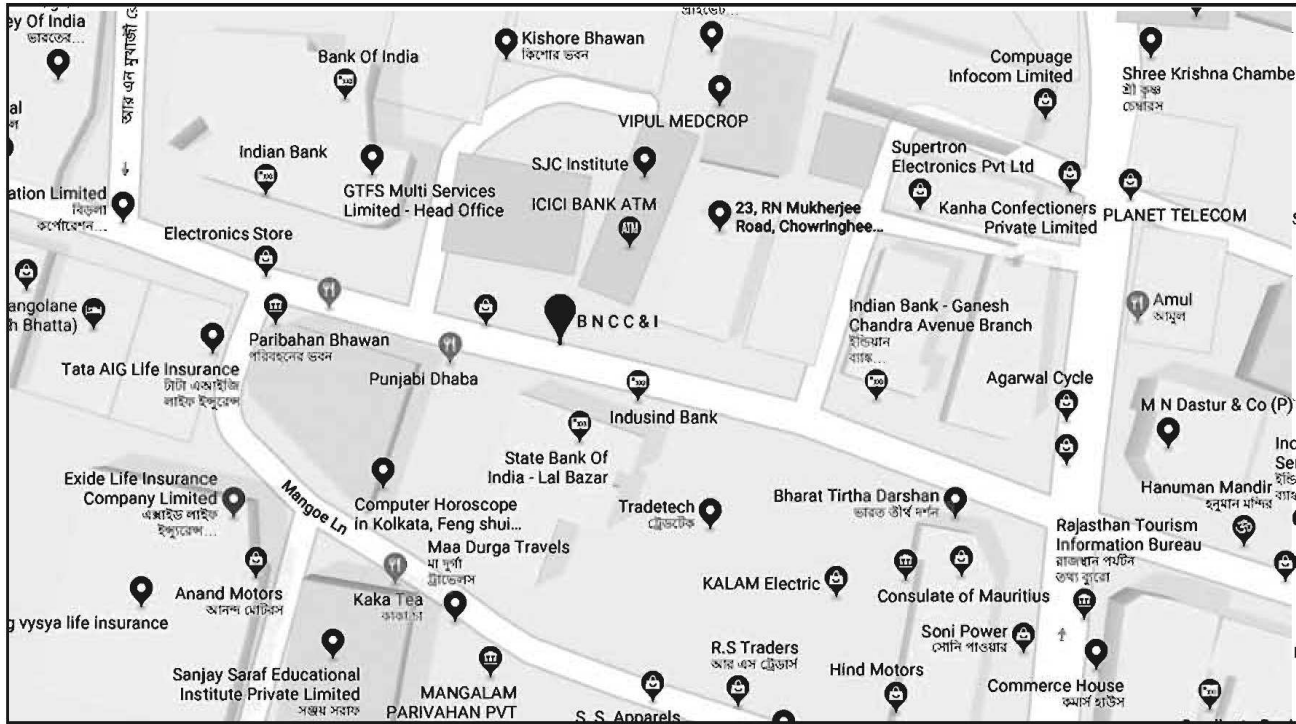 ey Of India
ভারতের...
আর এন মুখার্জী রো
Bank Of India
Kishore Bhawan
কিশোর ভবন
প্রাইভেট...
Compuage
Infocom Limited
Shree Krishna Chambe
শ্রী কৃষ্ণ
চেম্বারস
al
ল
VIPUL MEDCROP
Indian Bank
GTFS Multi Services
Limited - Head Office
SJC Institute
ICICI BANK ATM
ATM
23, RN Mukherjee
Road, Chowringhee...
Supertron
Electronics Pvt Ltd
Kanha Confectioners
Private Limited
PLANET TELECOM
ation Limited
বিড়লা
কর্পোরেশন...
Electronics Store
angolane
h Bhatta)
Paribahan Bhawan
পরিবহনের ভবন
B N C C & I
Indian Bank - Ganesh
Chandra Avenue Branch
ইন্ডিয়ান
ব্যাঙ্ক...
Amul
আমুল
Tata AIG Life Insurance
টাটা এআইজি
লাইফ ইন্সুরেন্স
Punjabi Dhaba
Indusind Bank
Agarwal Cycle
M N Dastur & Co (P)
State Bank Of
India - Lal Bazar
Exide Life Insurance
Company Limited
এক্সাইড লাইফ
ইন্স্যুরেন্স...
Mangoe Ln
Computer Horoscope
in Kolkata, Feng shui...
Tradetech
ট্রেডটেক
Bharat Tirtha Darshan
ভারত তীর্থ দর্শন
Ind
Ser
ইন্ডি
ব্যাঙ্ক
Hanuman Mandir
হনুমান মন্দির
Rajasthan Tourism
Information Bureau
রাজস্থান পর্যটন
তথ্য ব্যুরো
Maa Durga Travels
মা দুর্গা
ট্রাভেলস
Anand Motors
আনন্দ মোটরস
Kaka Tea
কাকা চা
KALAM Electric
Consulate of Mauritius
g vysya life insurance
Soni Power
সোনি পাওয়ার
R.S Traders
আর এস ট্রেডার্স
Hind Motors
Sanjay Saraf Educational
Institute Private Limited
সঞ্জয় সরাফ
MANGALAM
PARIVAHAN PVT
Commerce House
কমার্স হাউস
S. S. Apparels